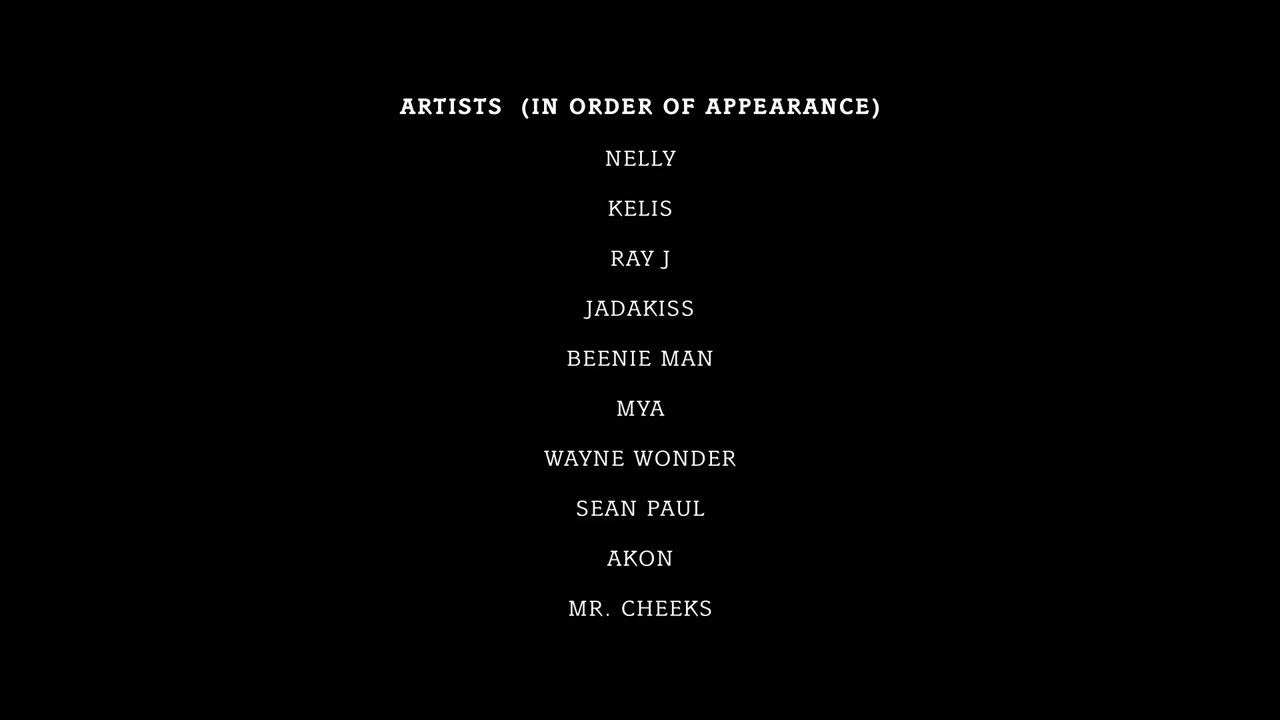 ARTISTS (IN ORDER OF APPEARANCE)
NELLY
KELIS
RAY J
JADAKISS
BEENIE MAN
MYA
WAYNE WONDER
SEAN PAUL
AKON
MR. CHEEKS